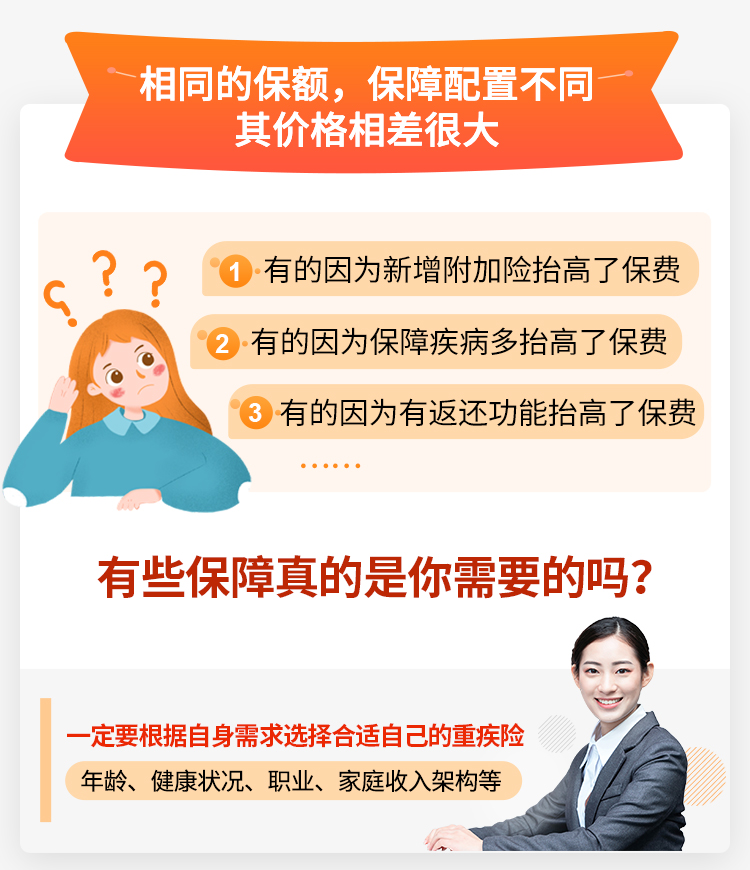 相同的保额，保障配置不同
其价格相差很大
1 有的因为新增附加险抬高了保费
2 有的因为保障疾病多抬高了保费
3 有的因为有返还功能抬高了保费
……
有些保障真的是你需要的吗？
一定要根据自身需求选择合适自己的重疾险
年龄、健康状况、职业、家庭收入架构等